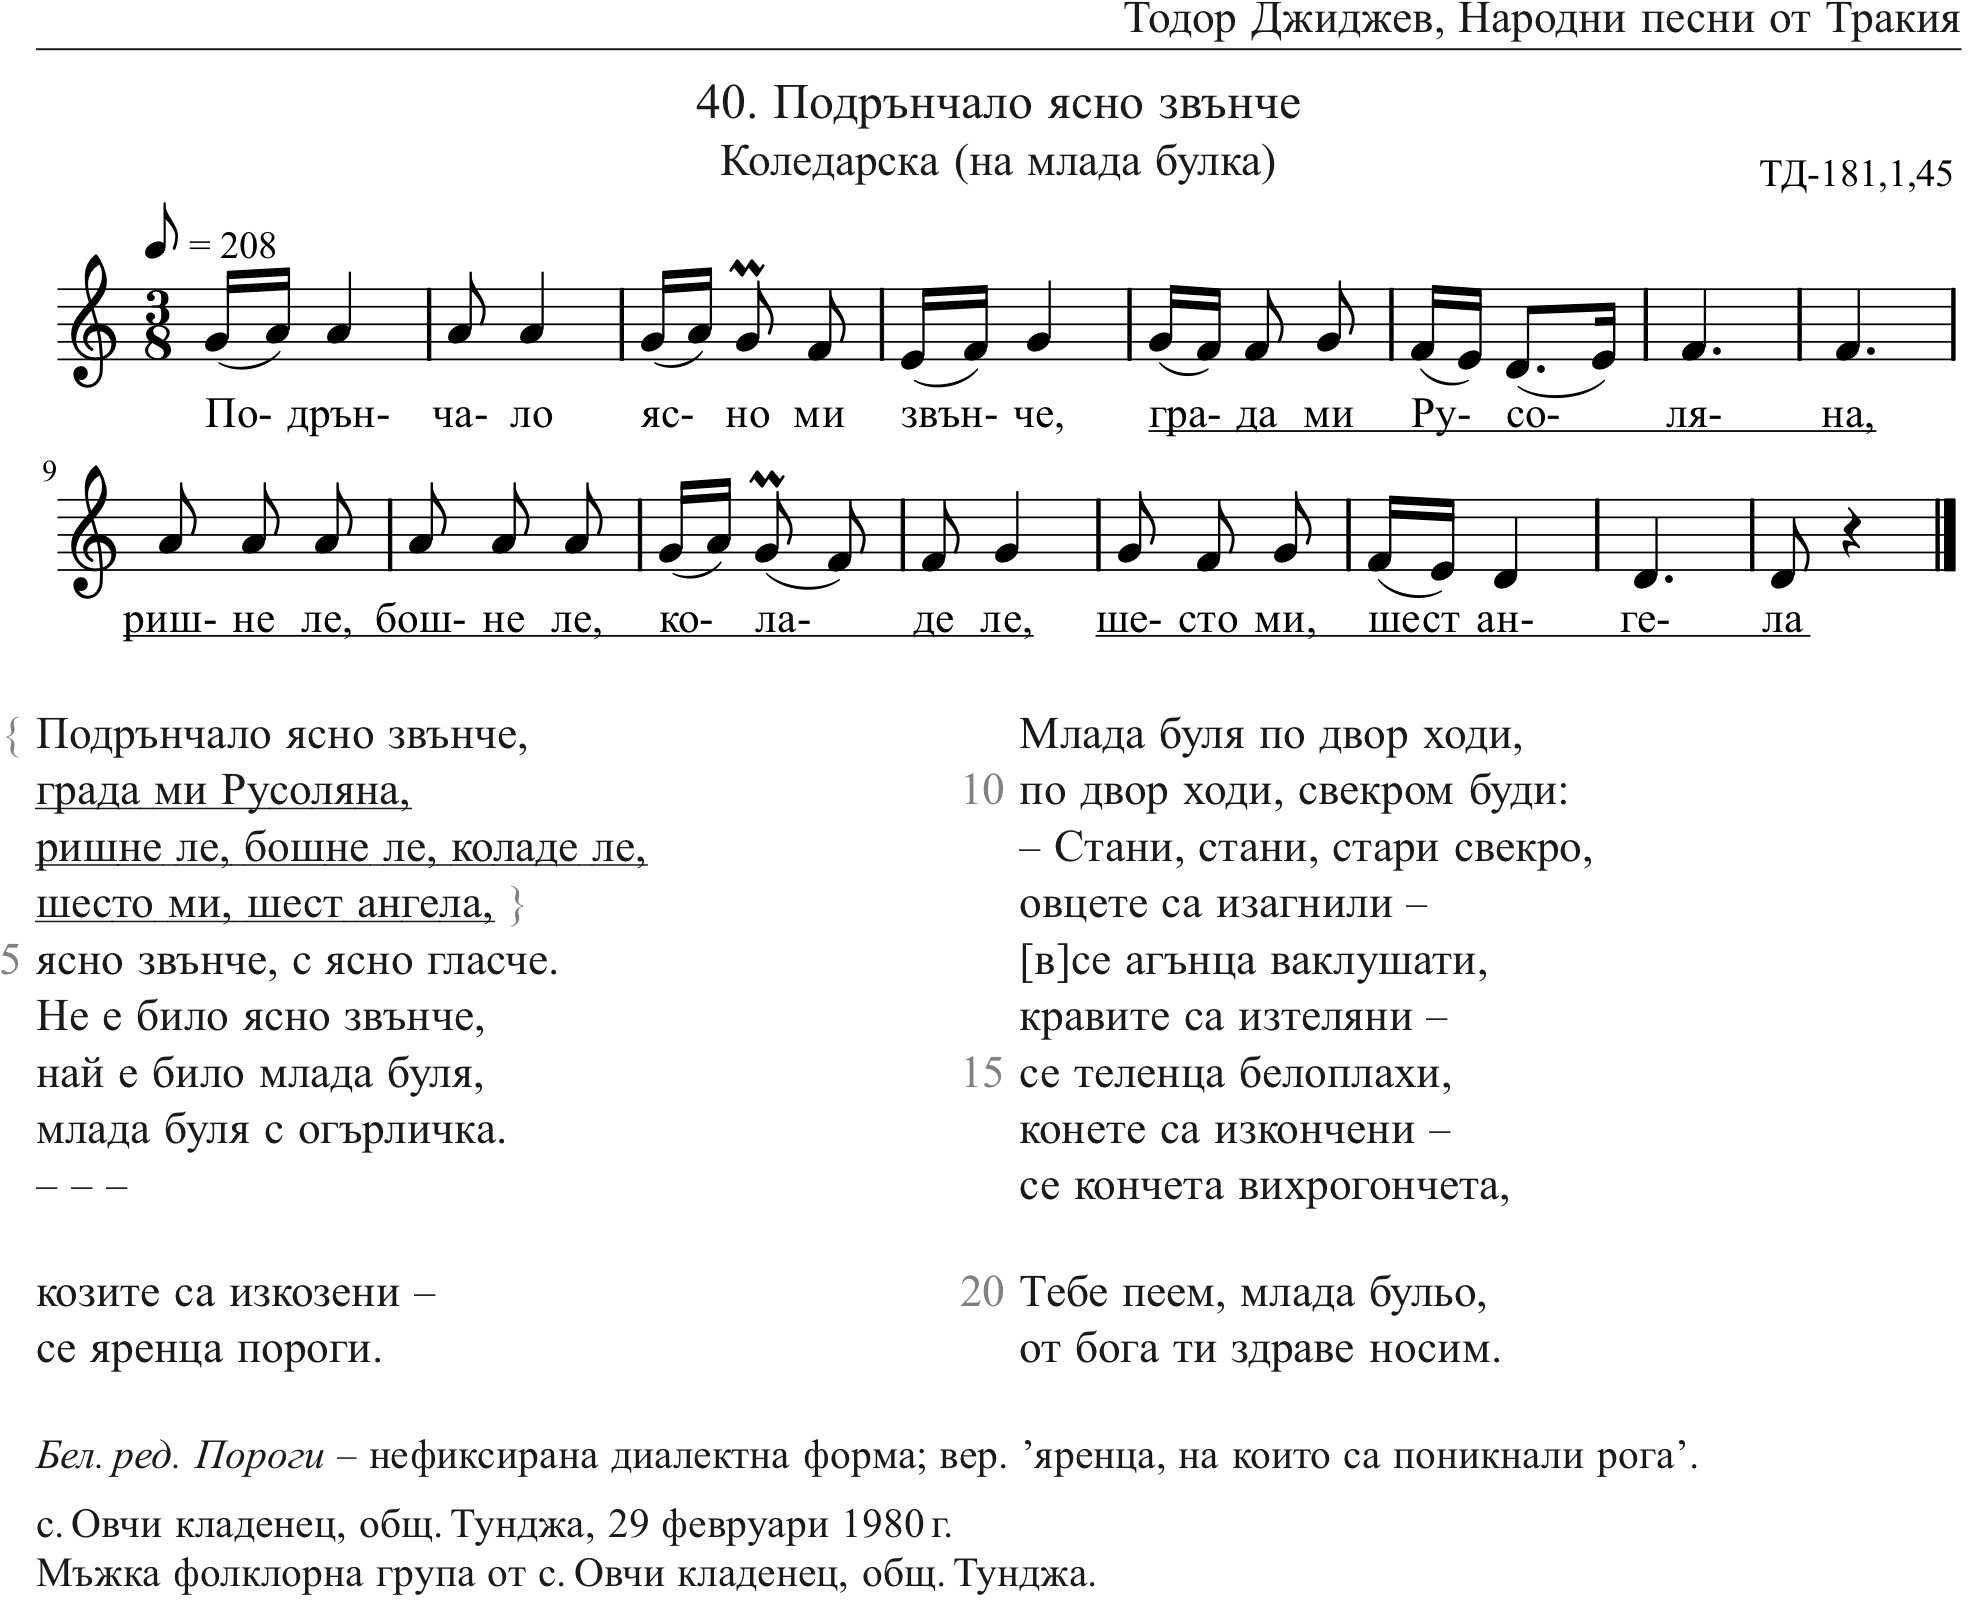 Тодор Джиджев, Народни песни от Тракия
40. Подрънчало ясно звънче
Коледарска (на млада булка)
ТД-181,1,45
= 208
3
8
По- дрън- ча- ло яс- но ми звън- че, гра- да ми Ру- со- ля- на,
9
риш- не ле, бош- не ле, ко- ла- де ле, ше- сто ми, шест ан- ге- ла
{ Подрънчало ясно звънче,
града ми Русоляна,
ришне ле, бошне ле, коладе ле,
шесто ми, шест ангела, }
5 ясно звънче, с ясно гласче.
Не е било ясно звънче,
най е било млада буля,
млада буля с огърличка.
– – –
Млада буля по двор ходи,
10 по двор ходи, свекром буди:
– Стани, стани, стари свекро,
овцете са изагнили –
[в]се агънца ваклушати,
кравите са изтеляни –
15 се теленца белоплахи,
конете са изкончени –
се кончета вихрогончета,
козите са изкозени –
се яренца пороги.
20 Тебе пеем, млада бульо,
от бога ти здраве носим.
Бел. ред. Пороги – нефиксирана диалектна форма; вер. ’яренца, на които са поникнали рога’.
с. Овчи кладенец, общ. Тунджа, 29 февруари 1980 г.
Мъжка фолклорна група от с. Овчи кладенец, общ. Тунджа.